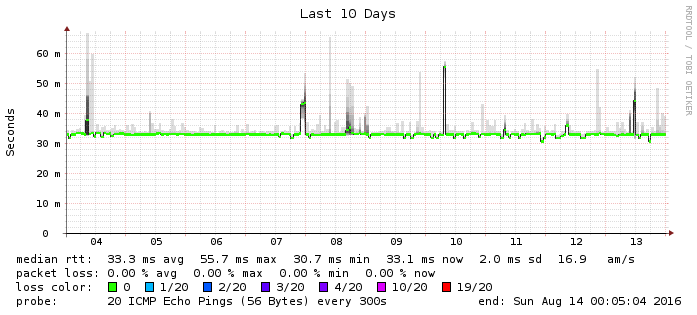 Last 10 Days
RRDTOOL / TOBI OETIKER
Seconds
60 m
50 m
40 m
30 m
20 m
10 m
0
04 05 06 07 08 09 10 11 12 13
median rtt: 33.3 ms avg 55.7 ms max 30.7 ms min 33.1 ms now 2.0 ms sd 16.9 am/s
packet loss: 0.00 % avg 0.00 % max 0.00 % min 0.00 % now
loss color: 0 1/20 2/20 3/20 4/20 10/20 19/20
probe: 20 ICMP Echo Pings (56 Bytes) every 300s end: Sun Aug 14 00:05:04 2016